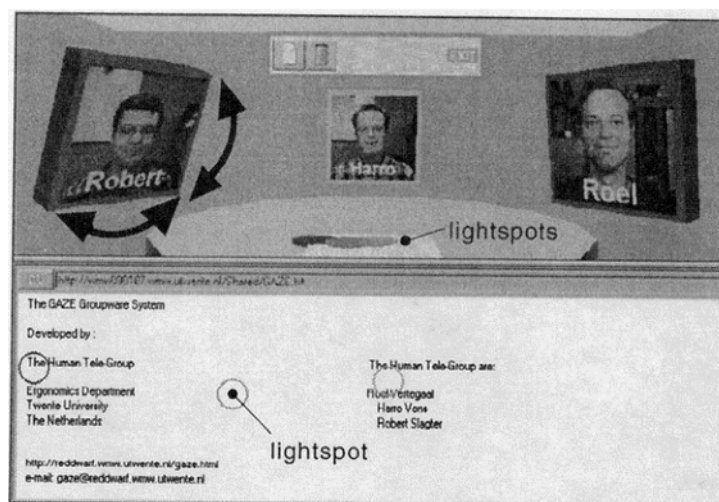 Robert
Harro
Roel
lightspots
The GAZE Groupware System
Developed by :
The Human Tele-Group
The Human Tele-Group are:
Ergonomics Department
Roel Vertegaal
Twente University
Harro Vons
The Netherlands
Robert Slagter
lightspot
http://reddwarf.wmw.utwente.nl/gaze.html
e-mail: gaze@reddwarf.wmw.utwente.nl